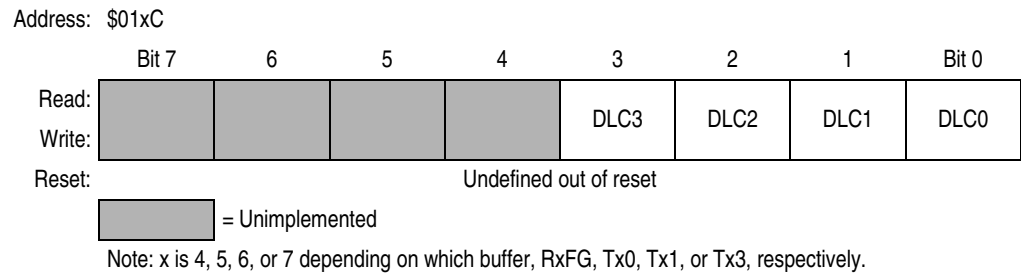 Address: $01xC
Bit 7 6 5 4 3 2 1 Bit 0
Read:
DLC3 DLC2 DLC1 DLC0
Write:
Reset: Undefined out of reset
= Unimplemented
Note: x is 4, 5, 6, or 7 depending on which buffer, RxFG, Tx0, Tx1, or Tx3, respectively.